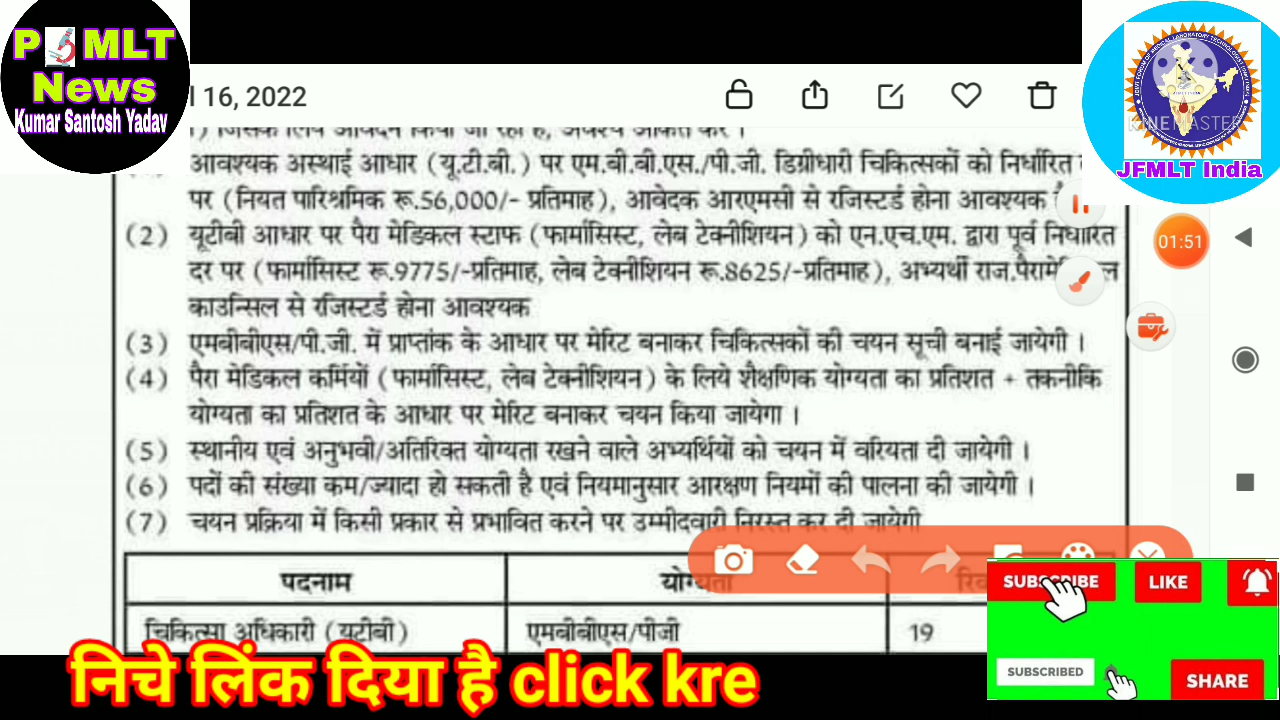 P MLT
News
Kumar Santosh Yadav
l 16, 2022
KINEMASTER
JFMLT India
01:51
आवश्यक अस्थाई आधार (यू.टी.बी.) पर एम.बी.बी.एस./पी.जी. डिग्रीधारी चिकित्सकों को निर्धारित
पर (नियत पारिश्रमिक रू.56,000/- प्रतिमाह), आवेदक आरएमसी से रजिस्टर्ड होना आवश्यक
(2) यूटीबी आधार पर पैरा मेडिकल स्टाफ (फार्मासिस्ट, लेब टेक्नीशियन) को एन.एच.एम. द्वारा पूर्व निर्धारित
दर पर (फार्मासिस्ट रू.9775/-प्रतिमाह, लेब टेक्नीशियन रू.8625/-प्रतिमाह), अभ्यर्थी राज.पैरामे ल
काउन्सिल से रजिस्टर्ड होना आवश्यक
(3) एमबीबीएस/पी.जी. में प्राप्तांक के आधार पर मेरिट बनाकर चिकित्सकों की चयन सूची बनाई जायेगी ।
(4) पैरा मेडिकल कर्मियों (फार्मासिस्ट, लेब टेक्नीशियन) के लिये शैक्षणिक योग्यता का प्रतिशत + तकनीकि
योग्यता का प्रतिशत के आधार पर मेरिट बनाकर चयन किया जायेगा ।
(5) स्थानीय एवं अनुभवी/अतिरिक्त योग्यता रखने वाले अभ्यर्थियों को चयन में वरियता दी जायेगी ।
(6) पदों की संख्या कम/ज्यादा हो सकती है एवं नियमानुसार आरक्षण नियमों की पालना की जायेगी ।
(7) चयन प्रक्रिया में किसी प्रकार से प्रभावित करने पर उम्मीदवारी निरस्त कर दी जायेगी
पदनाम योग्यता
चिकित्सा अधिकारी (यूटीबी) एमबीबीएस/पीजी 19
SUBSCRIBE LIKE
SUBSCRIBED SHARE
निचे लिंक दिया है click kre